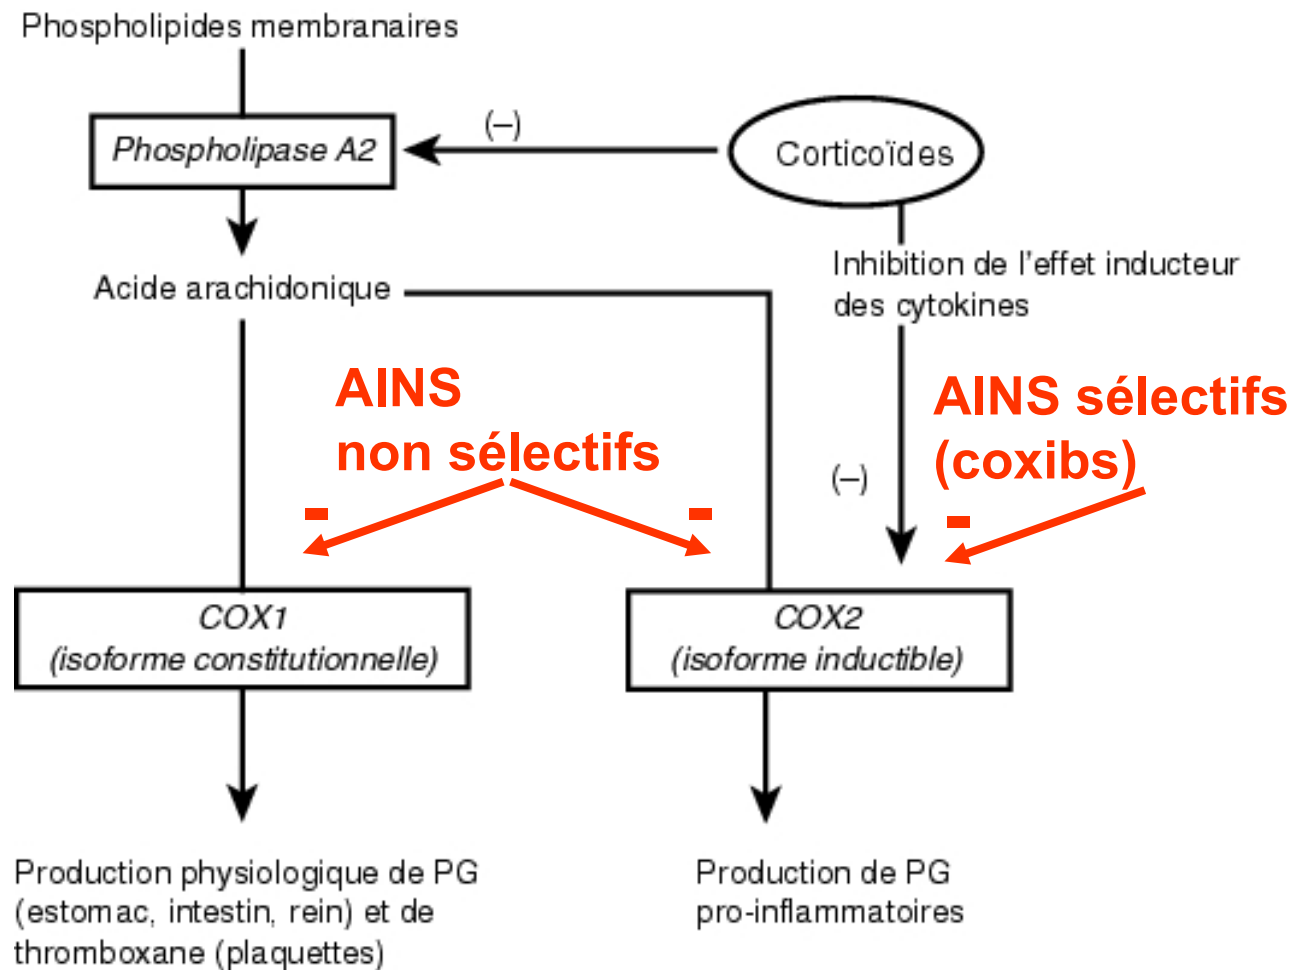 Phospholipides membranaires
Phospholipase A2
(–)
Corticoïdes
Acide arachidonique
Inhibition de l'effet inducteur
des cytokines
AINS
non sélectifs
AINS sélectifs
(coxibs)
(–)
-
-
-
COX1
(isoforme constitutionnelle)
COX2
(isoforme inductible)
Production physiologique de PG
(estomac, intestin, rein) et de
thromboxane (plaquettes)
Production de PG
pro-inflammatoires